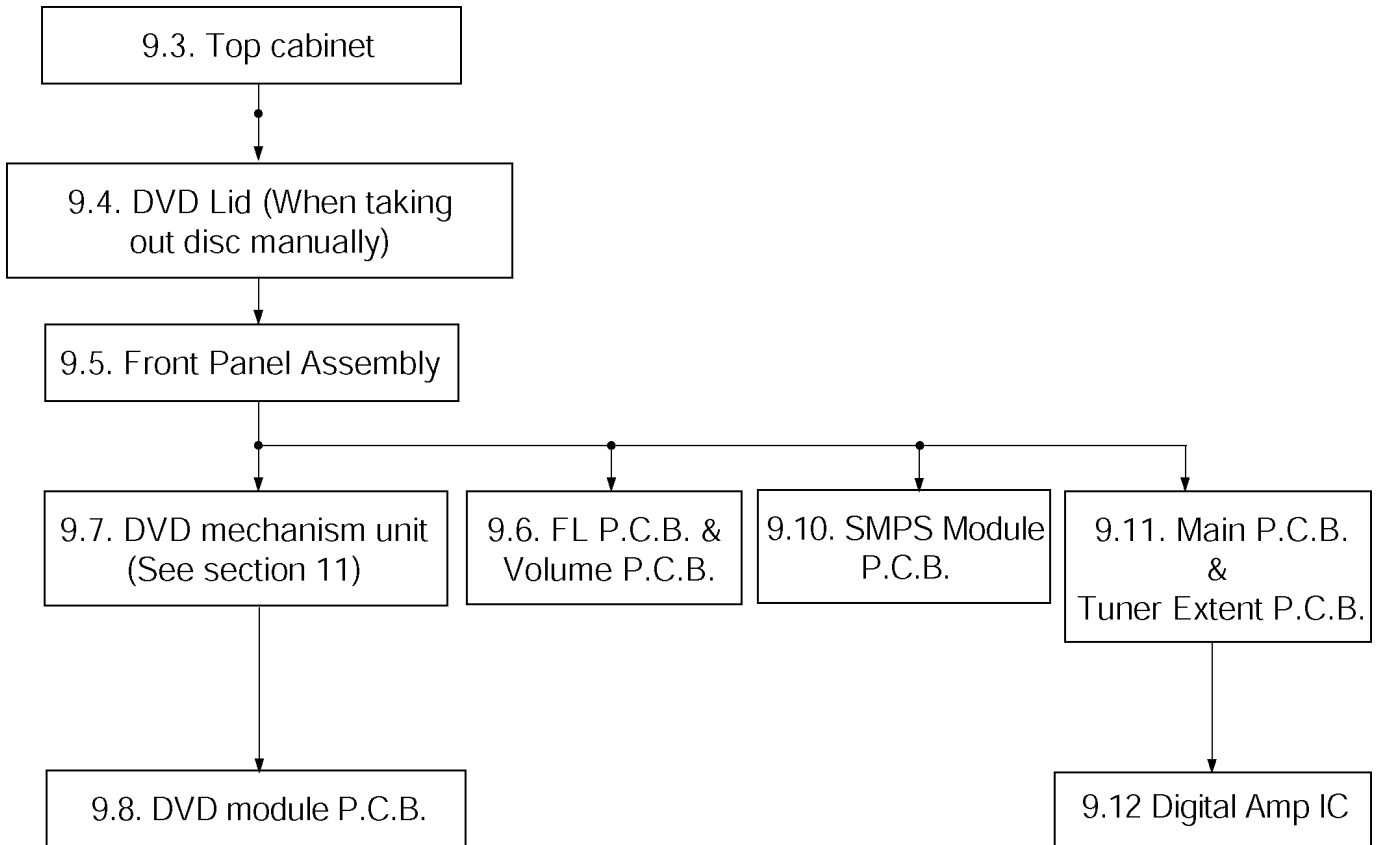 9.3. Top cabinet
9.4. DVD Lid (When taking
out disc manually)
9.5. Front Panel Assembly
9.7. DVD mechanism unit
(See section 11)
9.6. FL P.C.B. &
Volume P.C.B.
9.10. SMPS Module
P.C.B.
9.11. Main P.C.B.
&
Tuner Extent P.C.B.
9.8. DVD module P.C.B.
9.12 Digital Amp IC